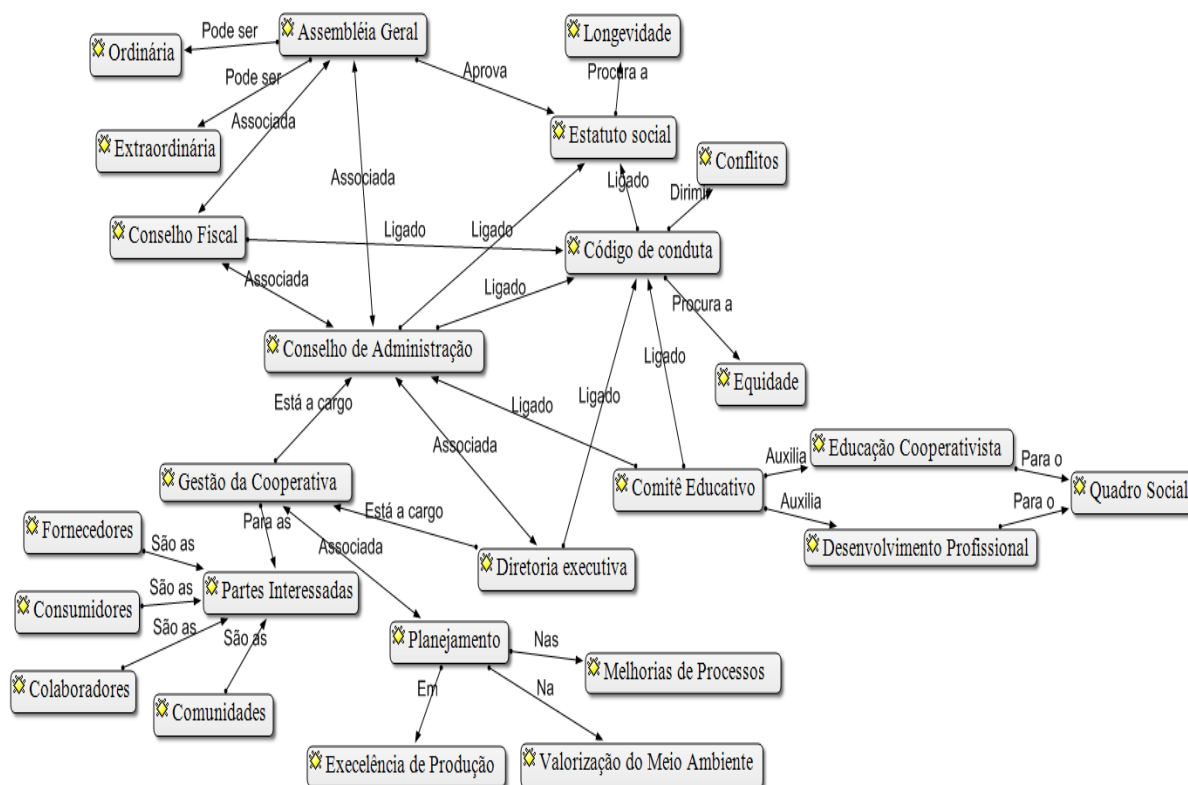 Pode ser
Assembléia Geral
Longevidade
Ordinária
Aprova
Procura a
Pode ser
Associada
Estatuto social
Extraordinária
Conflitos
Associada
Ligado
Dirimir
Conselho Fiscal
Ligado
Ligado
Código de conduta
Associada
Ligado
Procura a
Conselho de Administração
Ligado
Equidade
Está a cargo
Ligado
Ligado
Associada
Educação Cooperativista
Auxilia
Para o
Gestão da Cooperativa
Comitê Educativo
Quadro Social
Auxilia
Para o
Está a cargo
Para as
Fornecedores
Associada
São as
Diretoria executiva
Desenvolvimento Profissional
Partes Interessadas
São as
Consumidores
São as
São as
Planejamento
Nas
Melhorias de Processos
Colaboradores
Em
Na
Comunidades
Execelência de Produção
Valorização do Meio Ambiente